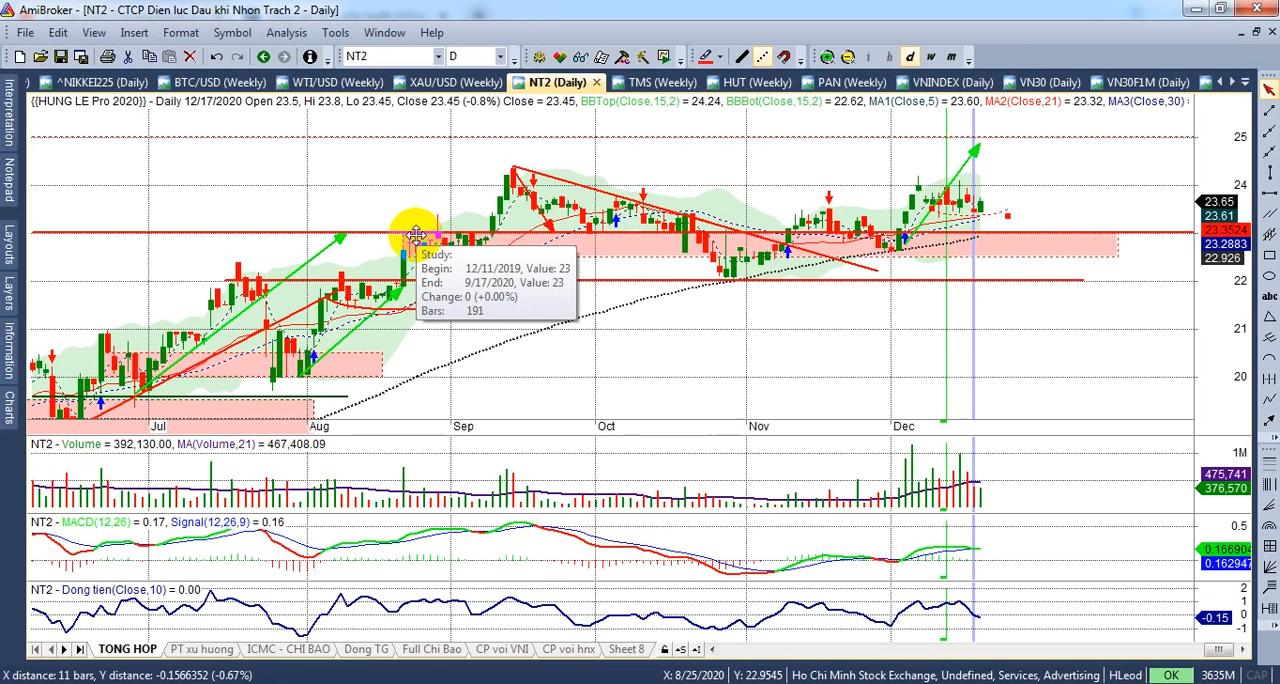 AmiBroker - [NT2 - CTCP Dien luc Dau khi Nhon Trach 2 - Daily]
File Edit View Insert Format Symbol Analysis Tools Window Help
NT2 D d w m
^NIKKEI225 (Daily) BTC/USD (Weekly) WTI/USD (Weekly) XAU/USD (Weekly) NT2 (Daily) TMS (Weekly) HUT (Weekly) PAN (Weekly) VNINDEX (Daily) VN30 (Daily) VN30F1M (Daily)
{{HUNG LE Pro 2020}} - Daily 12/17/2020 Open 23.5, Hi 23.8, Lo 23.45, Close 23.45 (-0.8%) Close = 23.45, BBTop(Close,15,2) = 24.24, BBBot(Close,15,2) = 22.62, MA1(Close,5) = 23.60, MA2(Close,21) = 23.32, MA3(Close,30)
Interpretation
Notepad
Layouts
Layers
Information
Charts
abc
25
24
23.65
23.61
23.3524
23.2883
22.926
22
21
20
Study:
Begin: 12/11/2019, Value: 23
End: 9/17/2020, Value: 23
Change: 0 (+0.00%)
Bars: 191
Jul Aug Sep Oct Nov Dec
NT2 - Volume = 392,130.00, MA(Volume,21) = 467,408.09
1M
475,741
376,570
NT2 - MACD(12,26) = 0.17, Signal(12,26,9) = 0.16
0.5
0.166904
0.162947
NT2 - Dong tien(Close,10) = 0.00
2
1
0
-0.15
-1
TONG HOP PT xu huong ICMC - CHI BAO Dong TG Full Chi Bao CP voi VNI CP voi hnx Sheet 8
X distance: 11 bars, Y distance: -0.1566352 (-0.67%) X: 8/25/2020 Y: 22.9545 Ho Chi Minh Stock Exchange, Undefined, Services, Advertising HLeod OK 3635M CAP